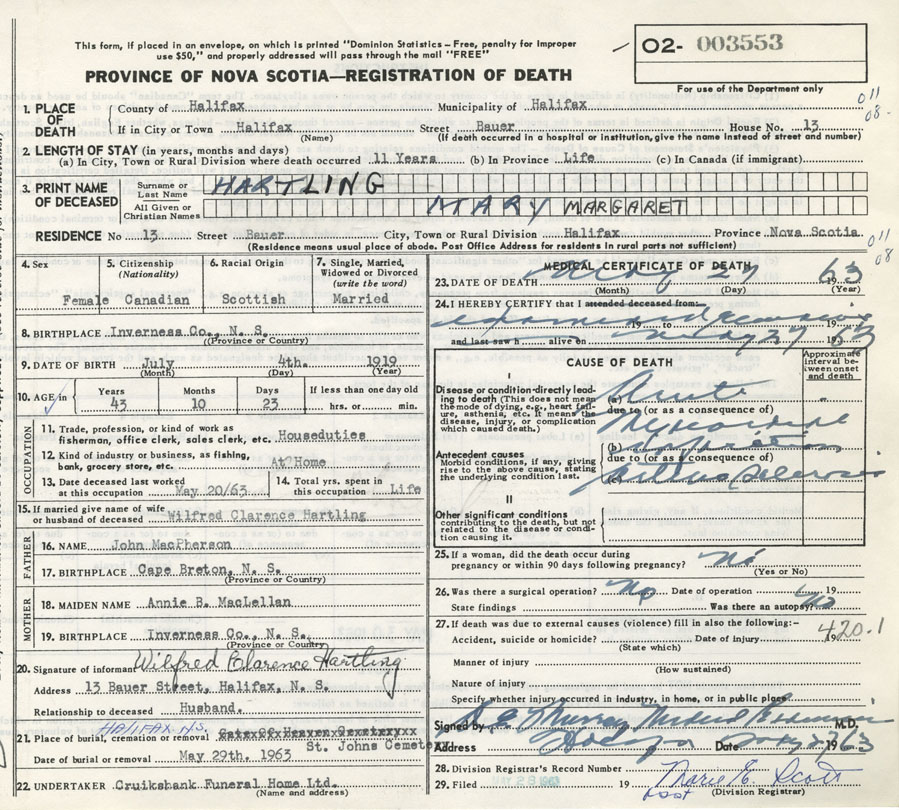 This form, if placed in an envelope, on which is printed "Dominion Statistics – Free, penalty for improper
use $50," and properly addressed will pass through the mail "FREE"
O2- 003553
For use of the Department only
PROVINCE OF NOVA SCOTIA—REGISTRATION OF DEATH
1. PLACE OF DEATH
County of Halifax Municipality of Halifax
011
08
If in City or Town Halifax Street Bauer House No. 13
(Name) (If death occurred in a hospital or institution, give the name instead of street and number)
2. LENGTH OF STAY (in years, months and days)
(a) In City, Town or Rural Division where death occurred 11 Years (b) In Province Life (c) In Canada (if immigrant)
3. PRINT NAME OF DECEASED
Surname or Last Name HARTLING
All Given or Christian Names MARY MARGARET
RESIDENCE No 13 Street Bauer City, Town or Rural Division Halifax Province Nova Scotia
(Residence means usual place of abode. Post Office Address for residents in rural parts not sufficient)
011
08
4. Sex
Female
5. Citizenship (Nationality)
Canadian
6. Racial Origin
Scottish
7. Single, Married, Widowed or Divorced (write the word)
Married
8. BIRTHPLACE Inverness Co., N. S.
(Province or Country)
9. DATE OF BIRTH July 4th. 1919
(Month) (Day) (Year)
10. AGE in Years Months Days If less than one day old
43 10 23 hrs. or min.
OCCUPATION
11. Trade, profession, or kind of work as
fisherman, office clerk, sales clerk, etc. Houseduties
12. Kind of industry or business, as fishing,
bank, grocery store, etc. At Home
13. Date deceased last worked
at this occupation May 20/63
14. Total yrs. spent in
this occupation Life
15. If married give name of wife
or husband of deceased Wilfred Clarence Hartling
FATHER
16. NAME John MacPherson
17. BIRTHPLACE Cape Breton, N. S.
(Province or Country)
MOTHER
18. MAIDEN NAME Annie B. MacLellan
19. BIRTHPLACE Inverness Co., N. S.
(Province or Country)
20. Signature of informant Wilfred Clarence Hartling
Address 13 Bauer Street, Halifax, N. S.
Relationship to deceased Husband.
HALIFAX N.S.
21. Place of burial, cremation or removal St. Johns Cemete
Date of burial or removal May 29th. 1963
22. UNDERTAKER Cruikshank Funeral Home Ltd.
(Name and address)
MEDICAL CERTIFICATE OF DEATH
23. DATE OF DEATH May 27 1963
(Month) (Day) (Year)
24. I HEREBY CERTIFY that I attended deceased from:
examined remains
19 to 19
and last saw h alive on May 27 1963
CAUSE OF DEATH
Approximate interval between onset and death
I
Disease or condition directly leading to death (This does not mean the mode of dying, e.g., heart failure, asthenia, etc. It means the disease, injury, or complication which caused death.)
(a) Acute
due to (or as a consequence of)
Myocardial
(b) Infarction
Antecedent causes
Morbid conditions, if any, giving rise to the above cause, stating the underlying condition last.
due to (or as a consequence of)
(c)
II
Other significant conditions
contributing to the death, but not related to the disease or condition causing it.
25. If a woman, did the death occur during
pregnancy or within 90 days following pregnancy? No
(Yes or No)
26. Was there a surgical operation? No Date of operation 19
State findings Was there an autopsy? No
27. If death was due to external causes (violence) fill in also the following:–
420.1
Accident, suicide or homicide? Date of injury 19
(State which)
Manner of injury
(How sustained)
Nature of injury
Specify whether injury occurred in industry, in home, or in public place
Signed by Murray Medical Examiner M.D.
Address Date 1963
28. Division Registrar's Record Number
29. Filed 19 Marie E. Scott
asst (Division Registrar)